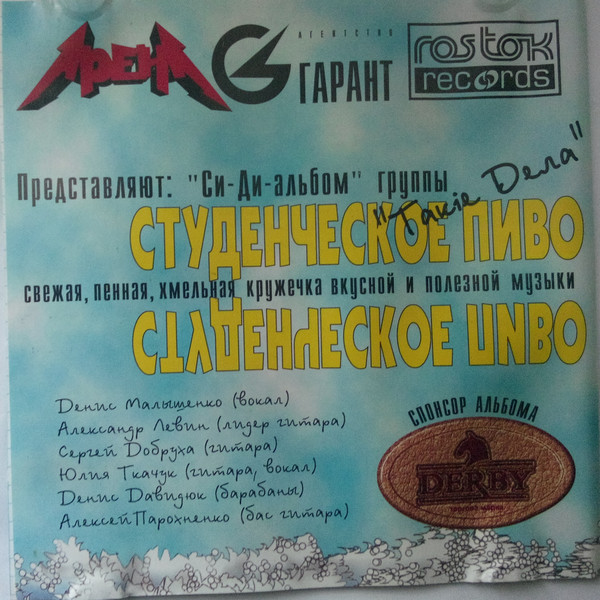 АРЕНА
АГЕНТСТВО
ГАРАНТ
rostok
records
Представляют: "Си-Ди-альбом" группы
"Такіе Дела"
СТУДЕНЧЕСКОЕ ПИВО
свежая, пенная, хмельная кружечка вкусной и полезной музыки
СТУДЕНЧЕСКОЕ ПИВО
Денис Малышенко (вокал)
Александр Левин (лидер гитара)
Сергей Добруха (гитара)
Юлия Ткачук (гитара, вокал)
Денис Давидюк (барабаны)
Алексей Парохненко (бас гитара)
СПОНСОР АЛЬБОМА
DERBY